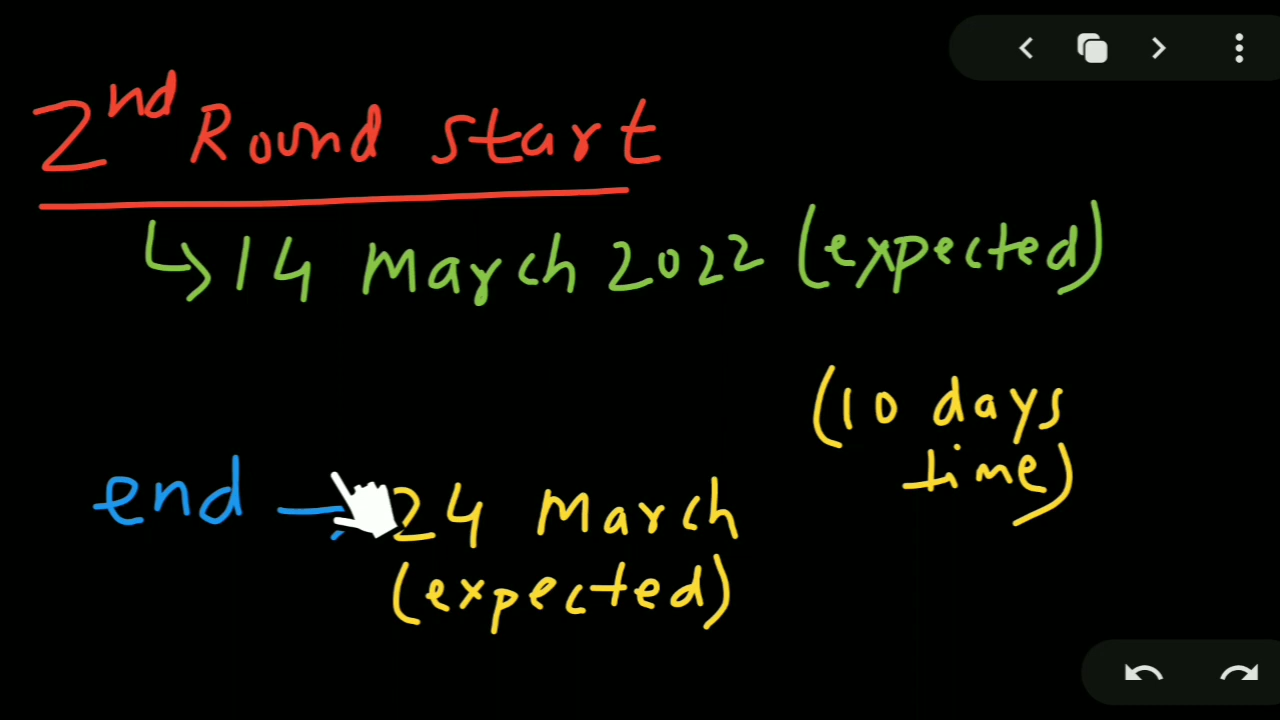 2nd Round start
↳ 14 March 2022 (expected)
(10 days
time)
end → 24 March
(expected)